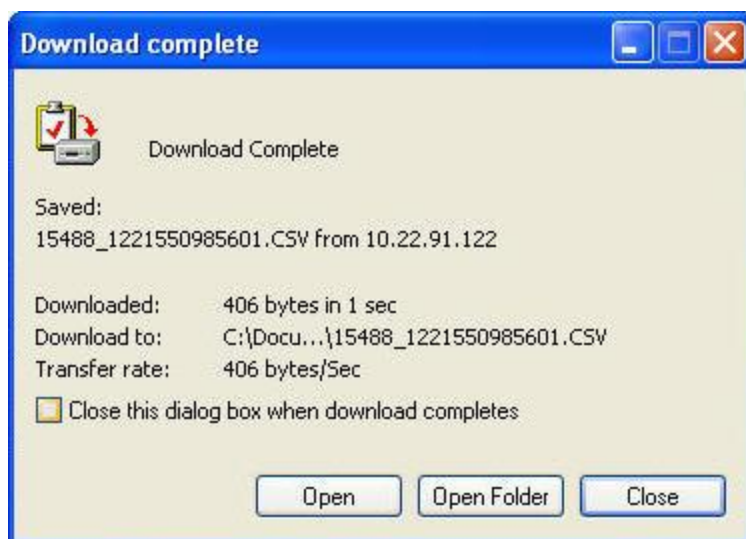 Download complete
Download Complete
Saved:
15488_1221550985601.CSV from 10.22.91.122
Downloaded: 406 bytes in 1 sec
Download to: C:\Docu...\15488_1221550985601.CSV
Transfer rate: 406 bytes/Sec
Close this dialog box when download completes
Open Open Folder Close